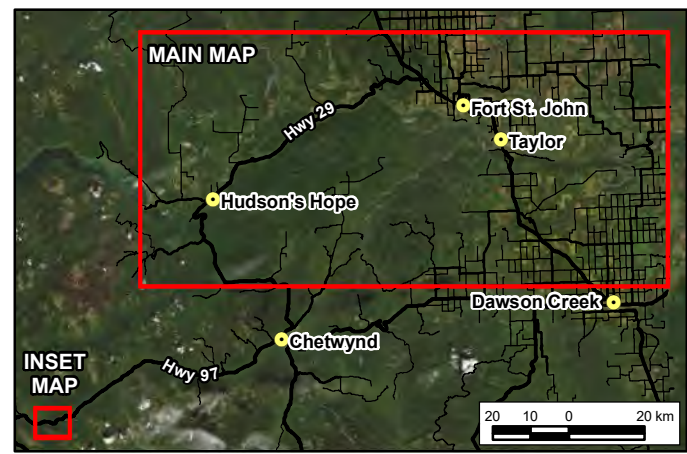 MAIN MAP
Hwy 29
Fort St. John
Taylor
Hudson's Hope
Dawson Creek
Chetwynd
INSET
MAP
Hwy 97
20 10 0 20 km